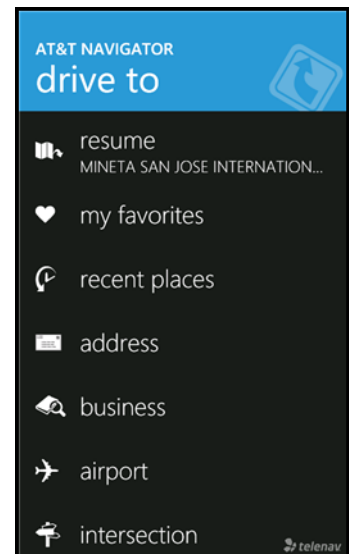 AT&T NAVIGATOR
drive to
resume
MINETA SAN JOSE INTERNATION...
my favorites
recent places
address
business
airport
intersection
telenav